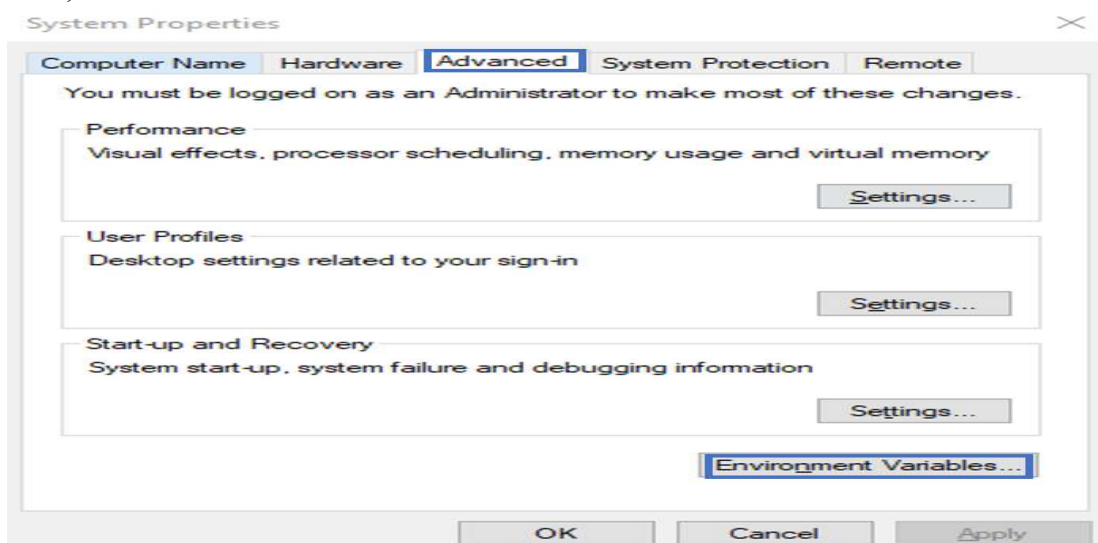 System Properties
Computer Name Hardware Advanced System Protection Remote
You must be logged on as an Administrator to make most of these changes.
Performance
Visual effects, processor scheduling, memory usage and virtual memory
Settings...
User Profiles
Desktop settings related to your sign-in
Settings...
Start-up and Recovery
System start-up, system failure and debugging information
Settings...
Environment Variables...
OK Cancel Apply